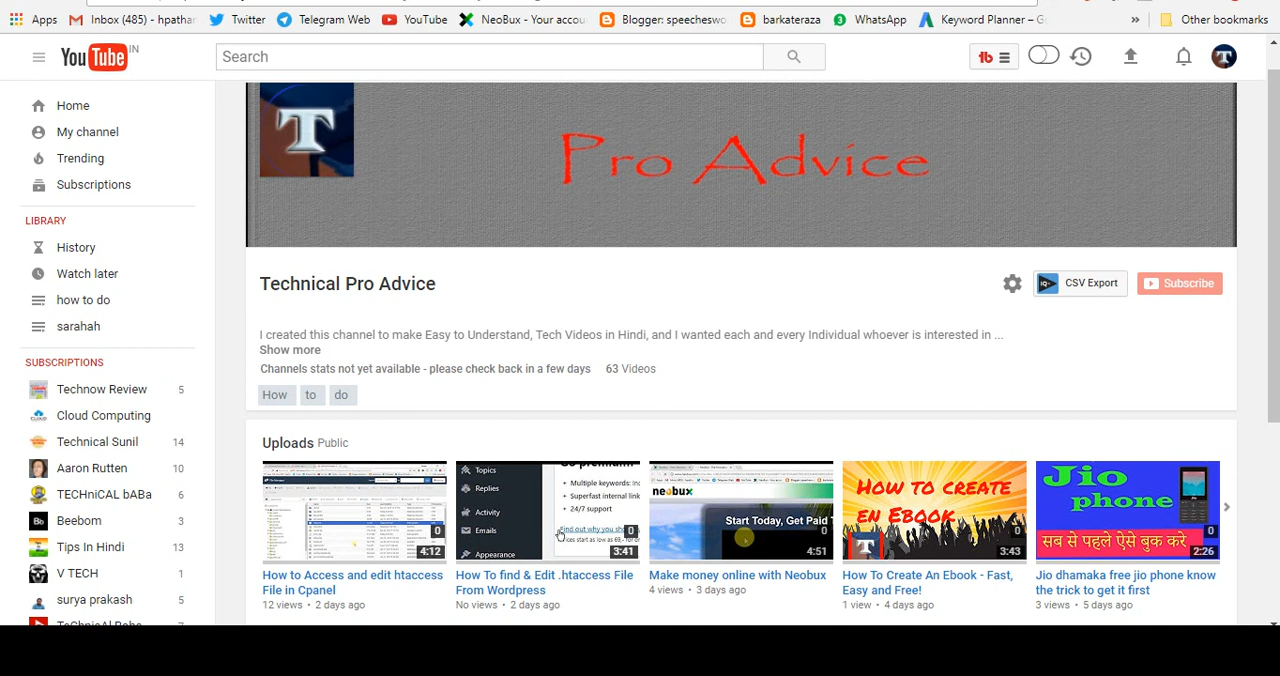 Apps Inbox (485) - hpathar Twitter Telegram Web YouTube NeoBux - Your accou Blogger: speecheswo barkateraza WhatsApp Keyword Planner – Go » Other bookmarks
YouTube IN Search
T
Home
My channel
Trending
Subscriptions
LIBRARY
History
Watch later
how to do
sarahah
SUBSCRIPTIONS
Technow Review 5
Cloud Computing
Technical Sunil 14
Aaron Rutten 10
TECHniCAL bABa 6
Beebom 3
Tips In Hindi 13
V TECH 1
surya prakash 5
T
Pro Advice
Technical Pro Advice
CSV Export Subscribe
I created this channel to make Easy to Understand, Tech Videos in Hindi, and I wanted each and every Individual whoever is interested in ...
Show more
Channels stats not yet available - please check back in a few days 63 Videos
How to do
Uploads Public
0
4:12
How to Access and edit htaccess
File in Cpanel
12 views • 2 days ago
Topics
Replies
Activity
Emails
Appearance
• Multiple keywords: inc
• Superfast internal link
• 24/7 support
Find out why you sh
0
3:41
How To find & Edit .htaccess File
From Wordpress
No views • 2 days ago
neobux
Start Today, Get Pai
0
4:51
Make money online with Neobux
4 views • 3 days ago
How to create
en Ebook
T
0
3:43
How To Create An Ebook - Fast,
Easy and Free!
1 view • 4 days ago
Jio
phone
सब से पहले ऐसे बुक करे
0
2:26
Jio dhamaka free jio phone know
the trick to get it first
3 views • 5 days ago